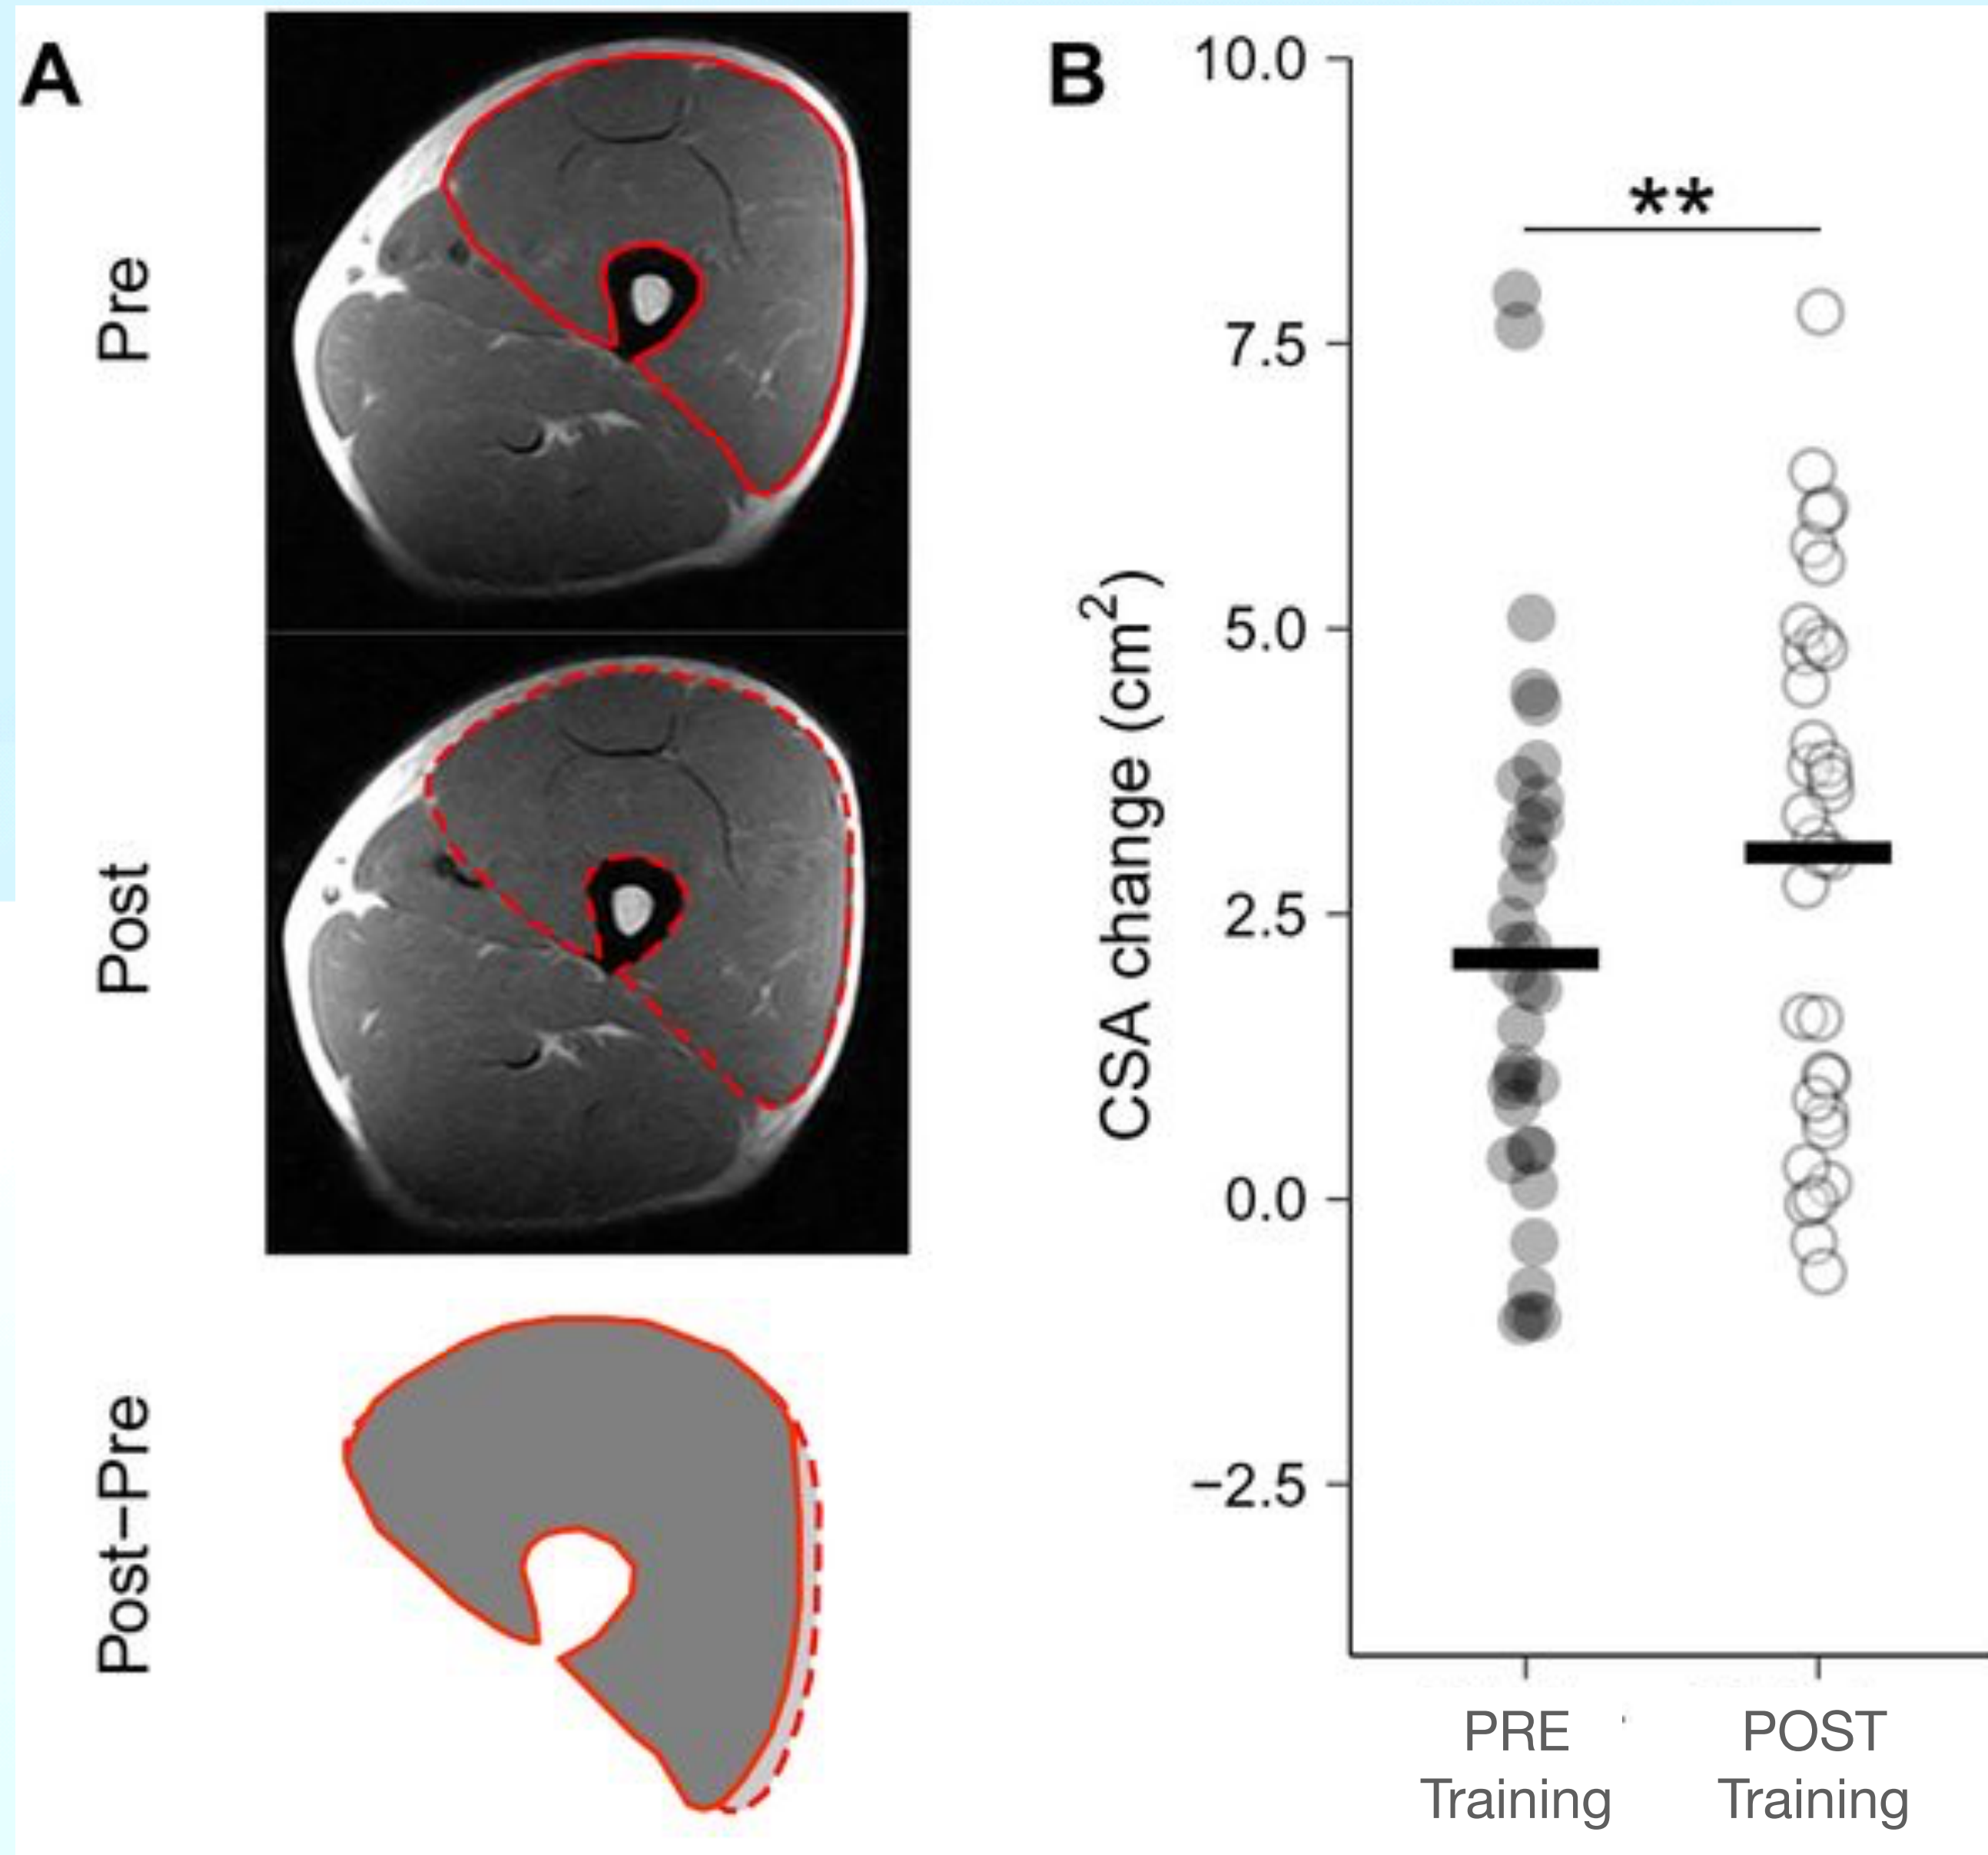 A
Pre
Post
Post–Pre
B
CSA change (cm²)
10.0
7.5
5.0
2.5
0.0
−2.5
**
PRE
Training
POST
Training